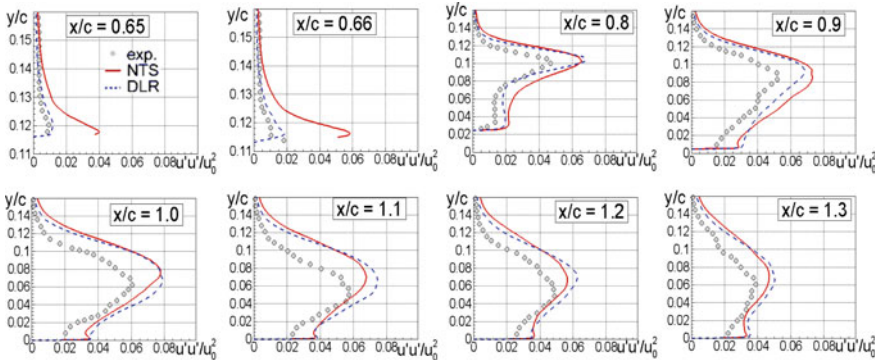 y/c y/c y/c y/c
x/c = 0.65 x/c = 0.66 x/c = 0.8 x/c = 0.9
exp.
NTS
DLR
0.15 0.15 0.14 0.14
0.14 0.14 0.12 0.12
0.13 0.13 0.1 0.1
0.12 0.12 0.08 0.08
0.11 0.11 0.06 0.06
0.04 0.04
0.02 0.02
0 0.02 0.04 0.06 u'u'/u₀² 0 0.02 0.04 0.06 u'u'/u₀² 0 0.02 0.04 0.06 u'u'/u₀² 0 0.02 0.04 0.06 0.08 u'u'/u₀²
y/c y/c y/c y/c
x/c = 1.0 x/c = 1.1 x/c = 1.2 x/c = 1.3
0.14 0.14 0.14 0.14
0.12 0.12 0.12 0.12
0.1 0.1 0.1 0.1
0.08 0.08 0.08 0.08
0.06 0.06 0.06 0.06
0.04 0.04 0.04 0.04
0.02 0.02 0.02 0.02
0 0 0 0
0 0.02 0.04 0.06 0.08 u'u'/u₀² 0 0.02 0.04 0.06 0.08 u'u'/u₀² 0 0.02 0.04 0.06 0.08 u'u'/u₀² 0 0.02 0.04 0.06 0.08 u'u'/u₀²